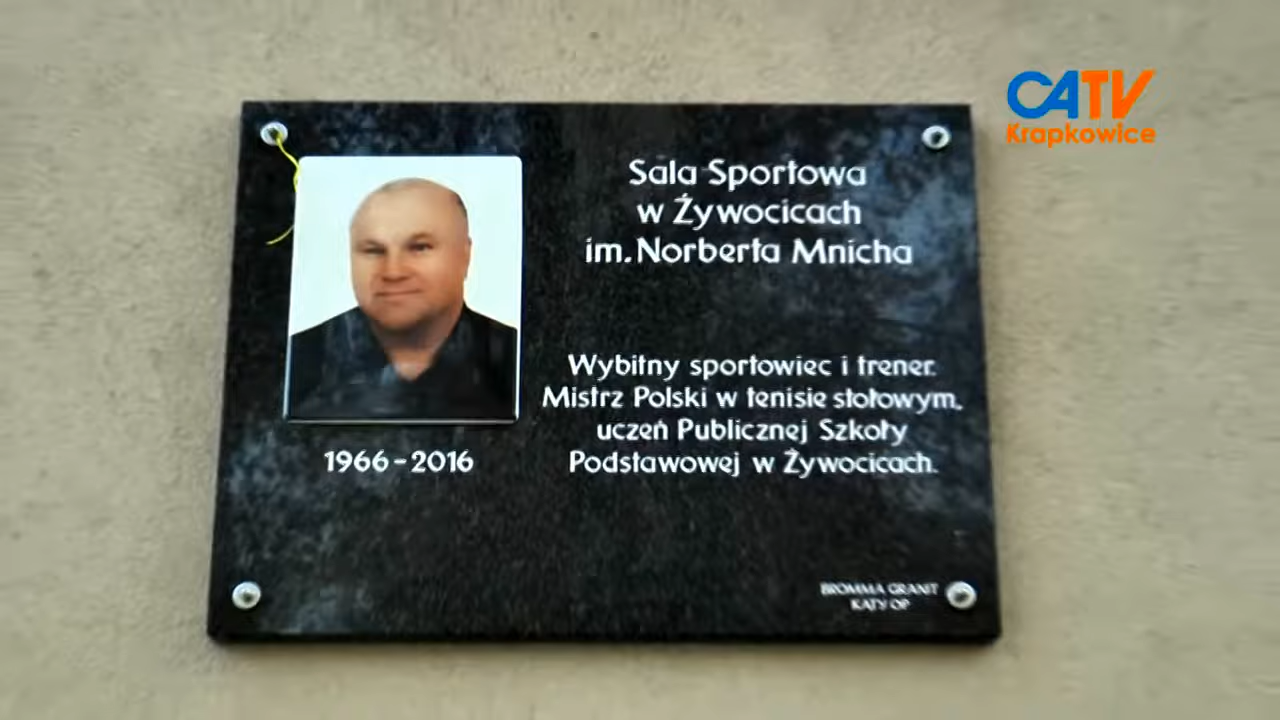 CATV
Krapkowice
Sala Sportowa
w Żywocicach
im. Norberta Mnicha
Wybitny sportowiec i trener.
Mistrz Polski w tenisie stołowym,
uczeń Publicznej Szkoły
Podstawowej w Żywocicach.
1966-2016
BROMMA GRANIT
KATY OP